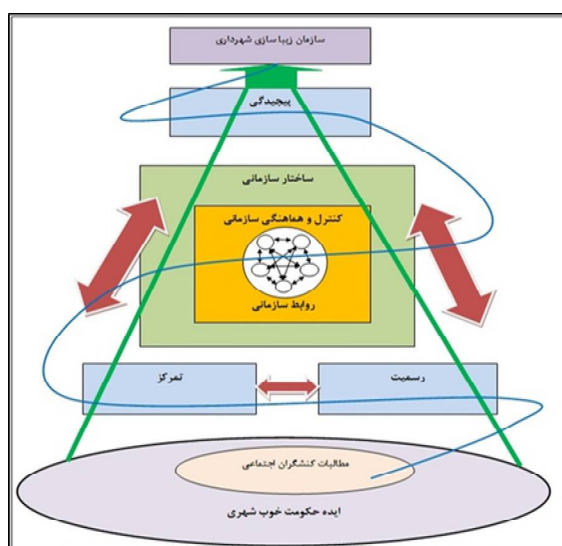 سازمان زیبا سازی شهرداری
پیچیدگی
ساختار سازمانی
کنترل و هماهنگی سازمانی
روابط سازمانی
رسمیت
تمرکز
مطالبات کنشگران اجتماعی
ایده حکومت خوب شهری